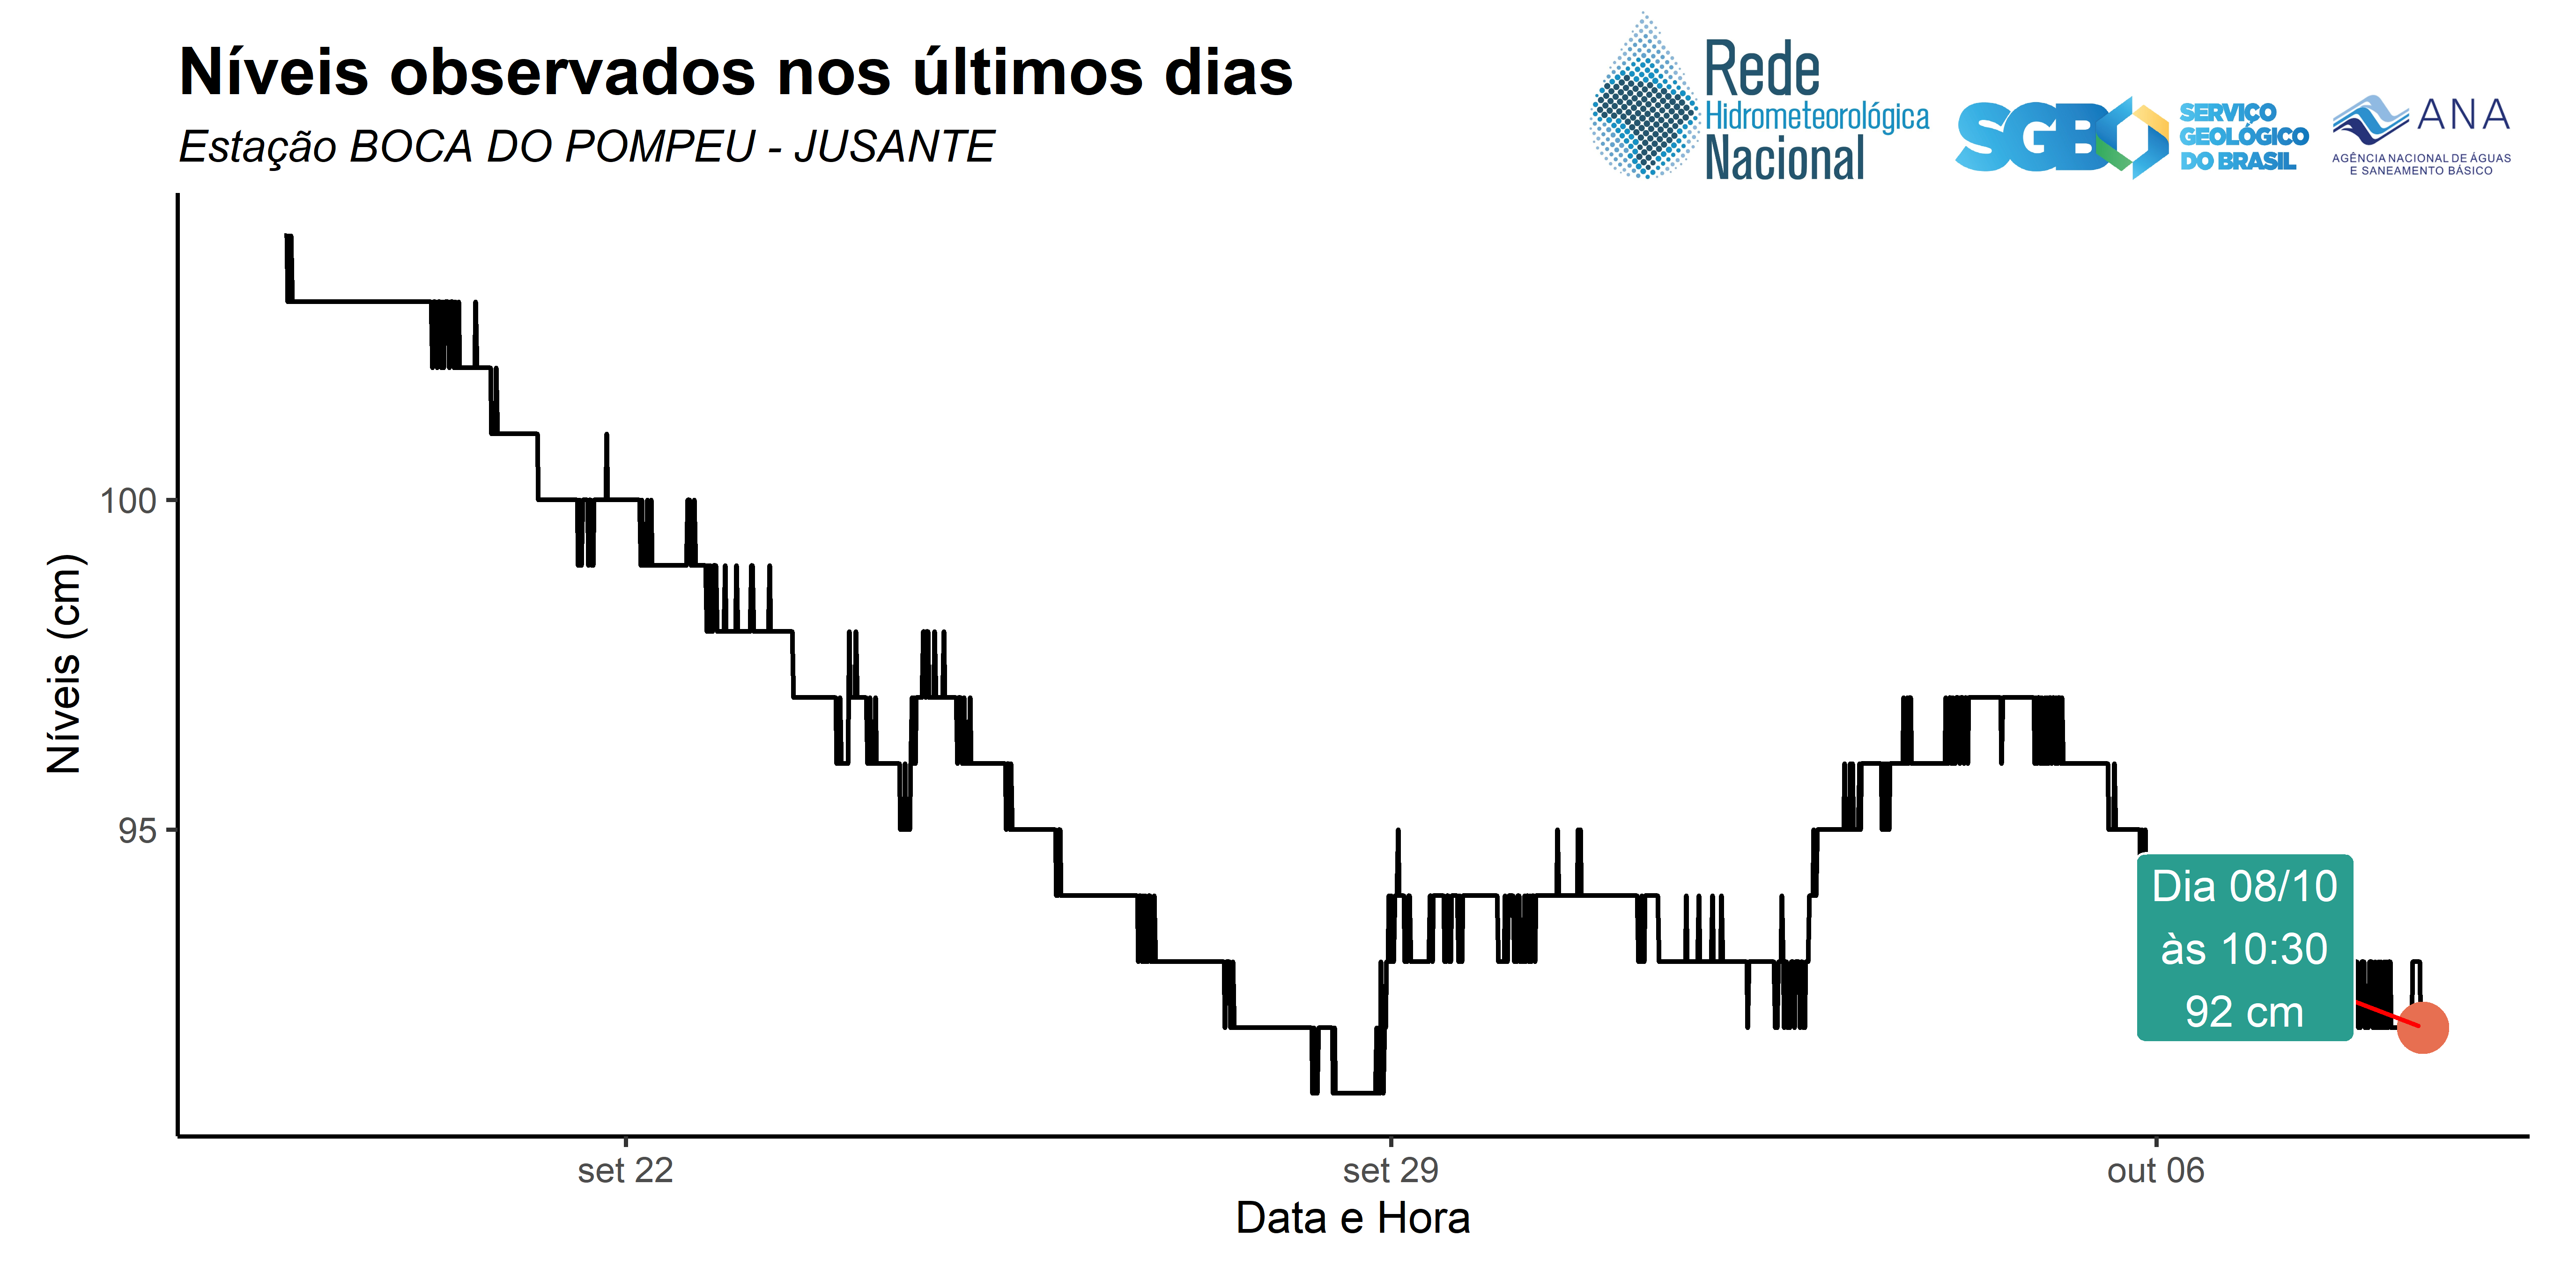 Níveis observados nos últimos dias
Estação BOCA DO POMPEU - JUSANTE
Rede
Hidrometeorológica
Nacional
SGB
SERVIÇO
GEOLÓGICO
DO BRASIL
ANA
AGÊNCIA NACIONAL DE ÁGUAS
E SANEAMENTO BÁSICO
Níveis (cm)
100
95
Dia 08/10
às 10:30
92 cm
set 22
set 29
out 06
Data e Hora